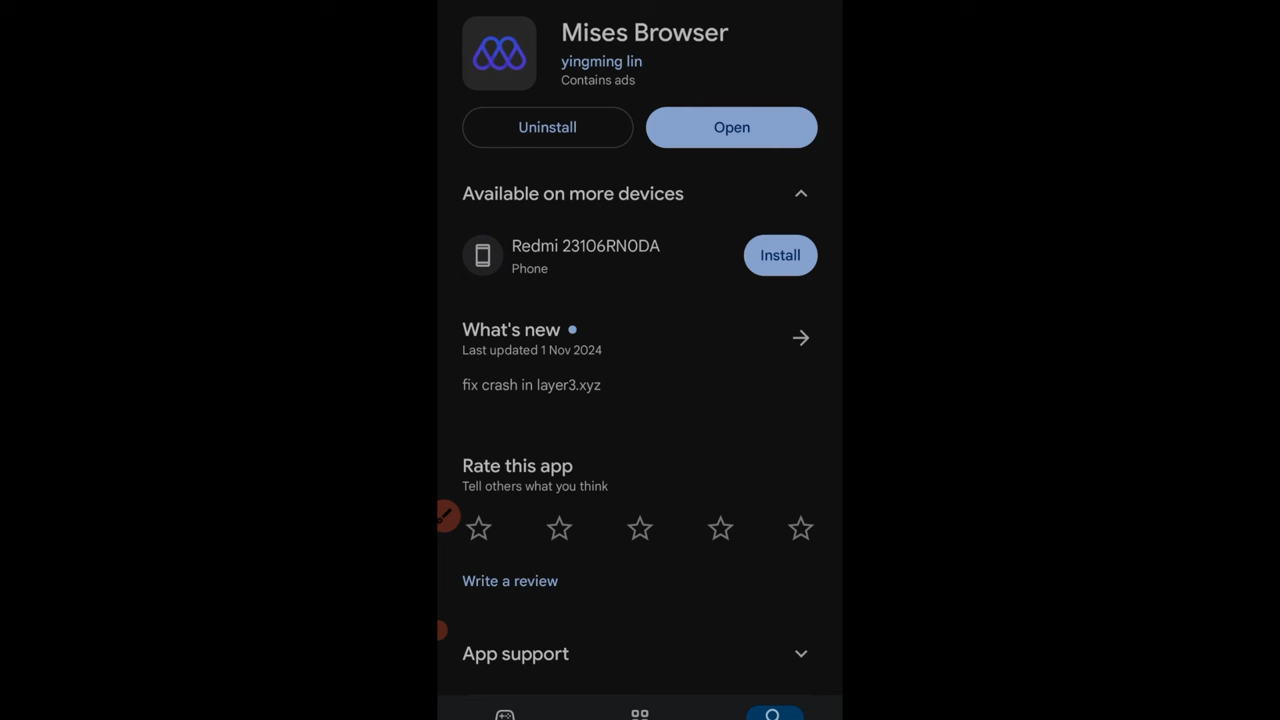 Mises Browser
yingming lin
Contains ads
Uninstall
Open
Available on more devices
Redmi 23106RN0DA
Phone
Install
What's new
Last updated 1 Nov 2024
fix crash in layer3.xyz
Rate this app
Tell others what you think
Write a review
App support